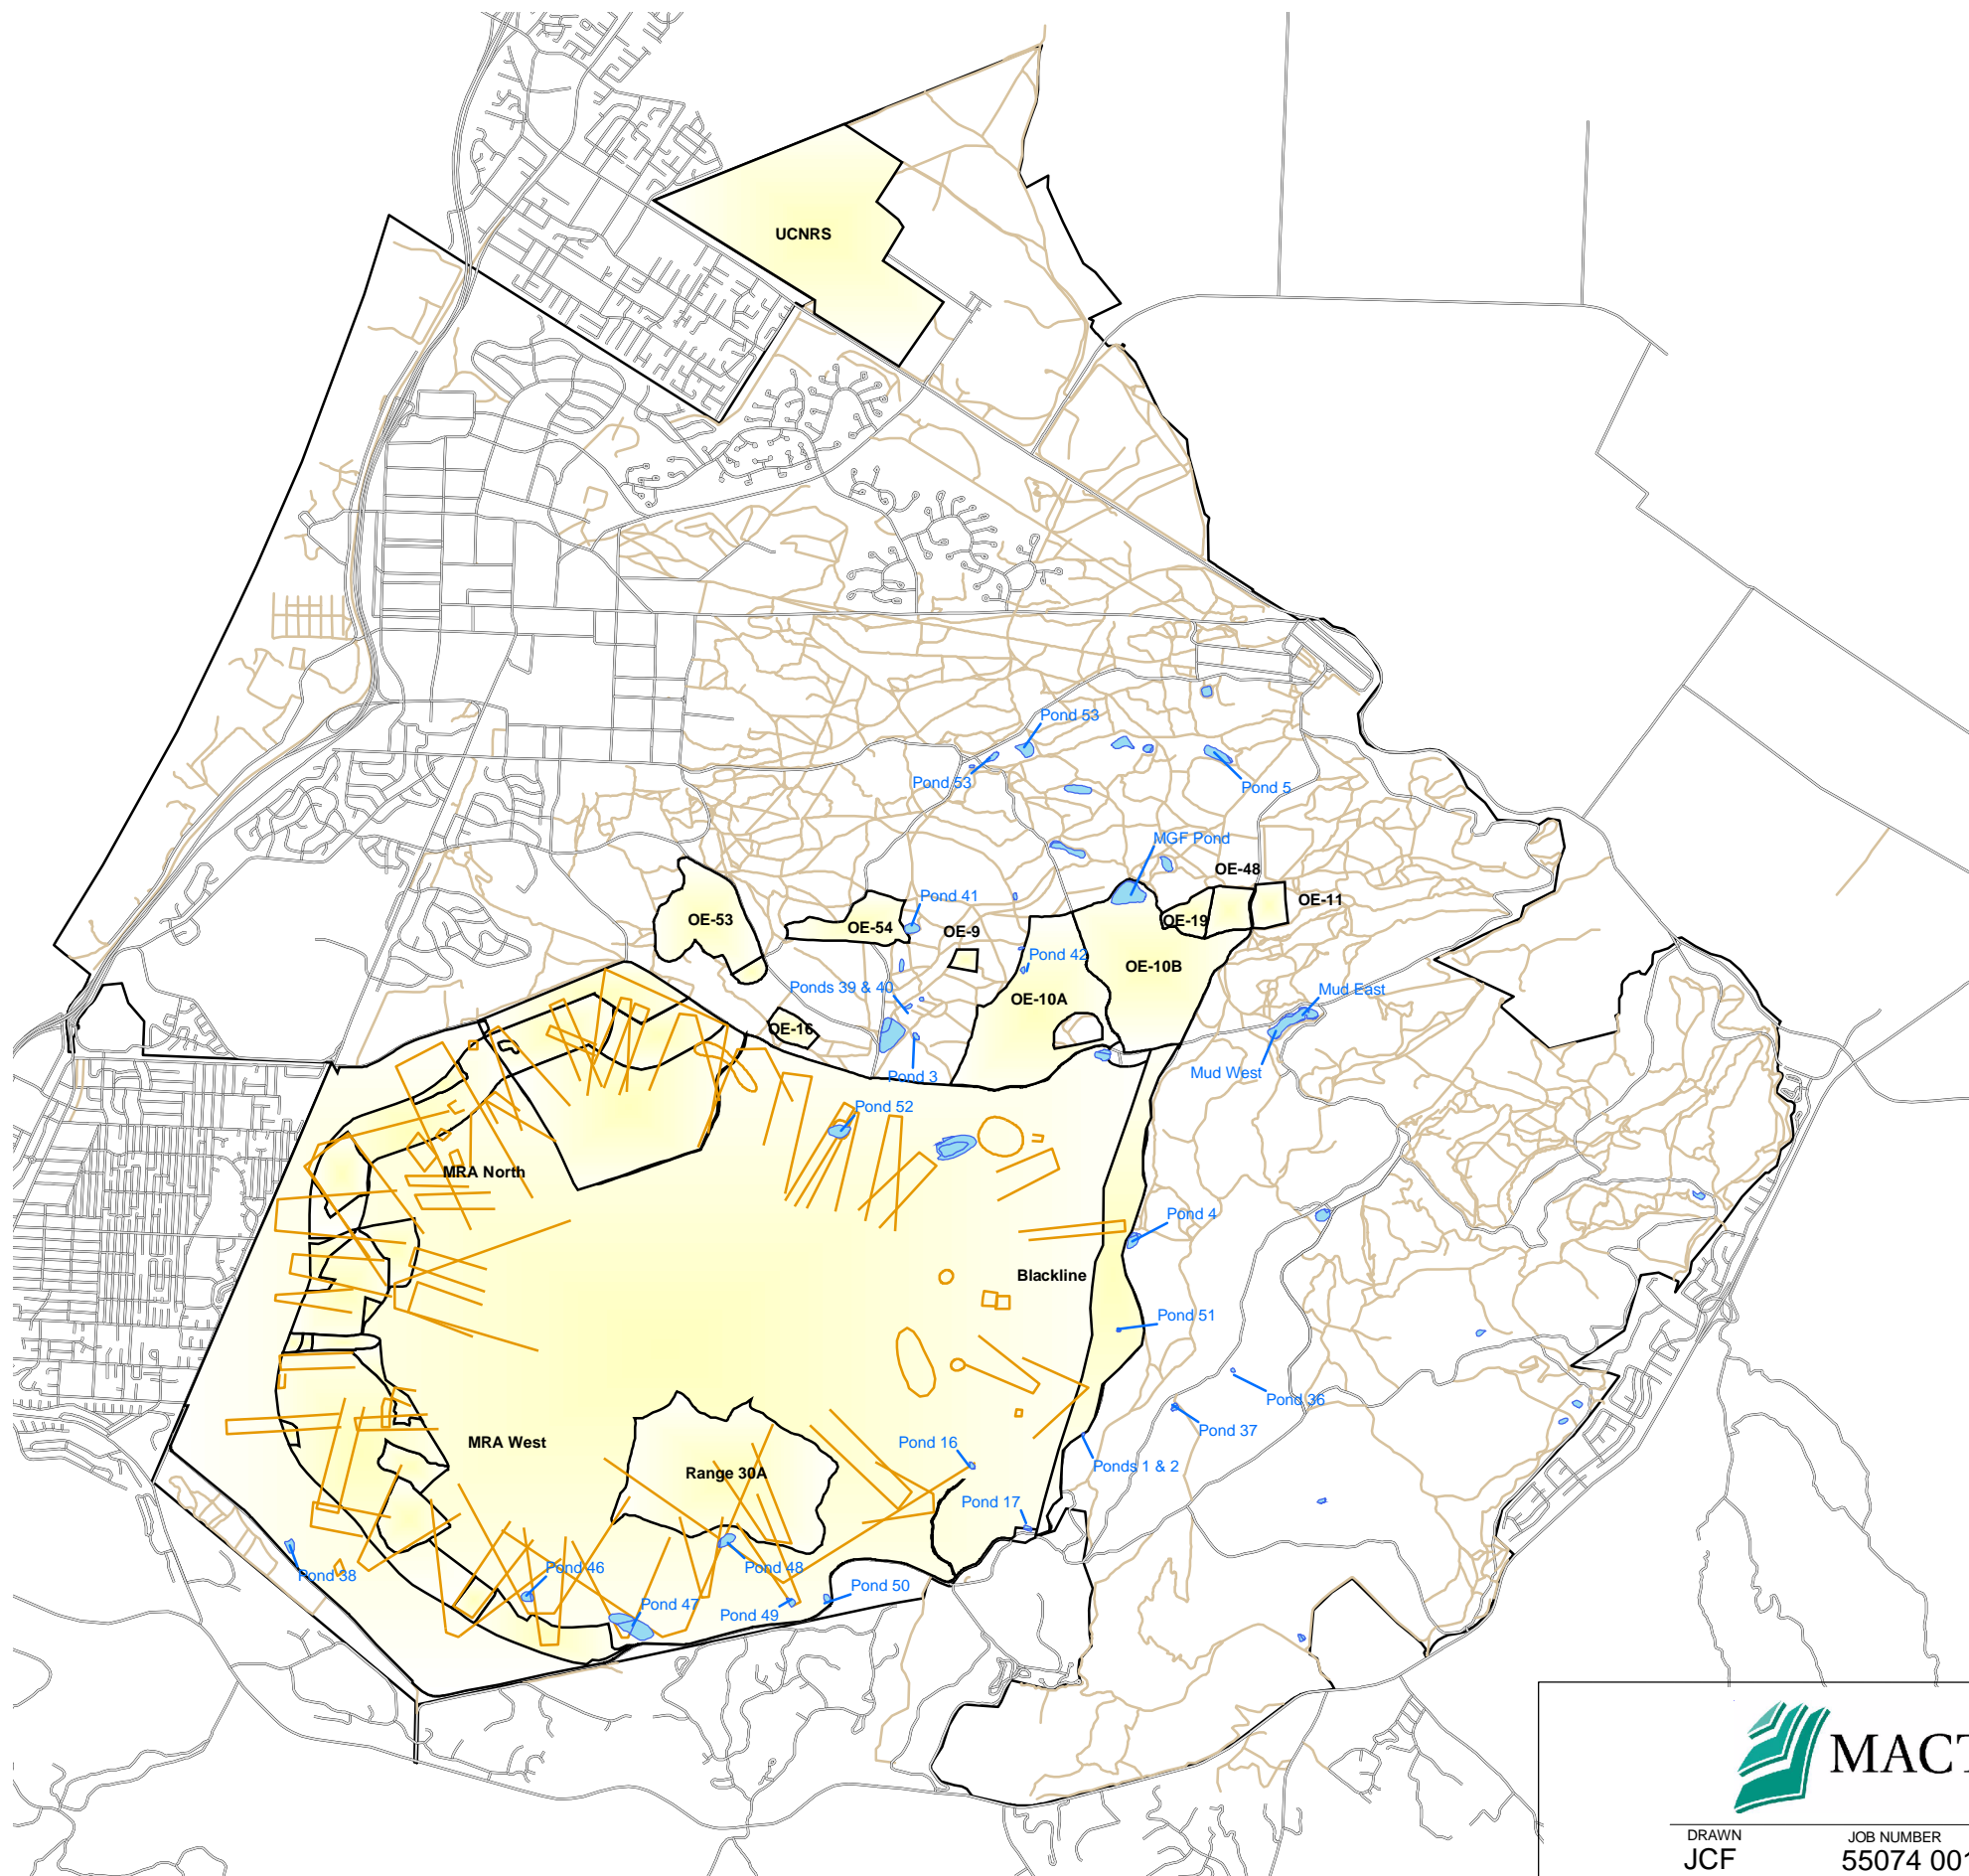 UCNRS
Pond 53
Pond 53
Pond 5
MGF Pond
OE-48
OE-11
Pond 41
OE-53
OE-54
OE-19
OE-9
Pond 42
OE-10B
Ponds 39 & 40
OE-10A
Mud East
OE-16
Pond 3
Mud West
Pond 52
MRA North
Pond 4
Blackline
Pond 51
Pond 36
Pond 37
MRA West
Pond 16
Range 30A
Ponds 1 & 2
Pond 17
Pond 38
Pond 46
Pond 48
Pond 50
Pond 47
Pond 49
MACT
DRAWN JOB NUMBER
JCF 55074 001